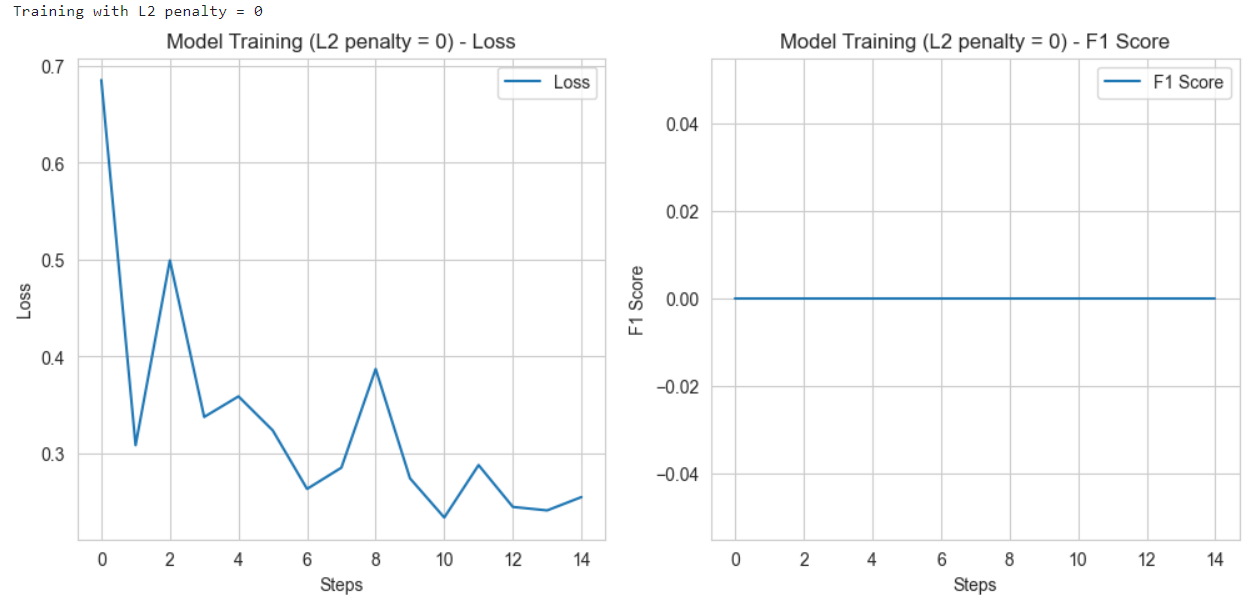 Training with L2 penalty = 0
Model Training (L2 penalty = 0) - Loss
0.7
0.6
0.5
0.4
0.3
Loss
Loss
0 2 4 6 8 10 12 14
Steps
Model Training (L2 penalty = 0) - F1 Score
0.04
0.02
0.00
−0.02
−0.04
F1 Score
F1 Score
0 2 4 6 8 10 12 14
Steps